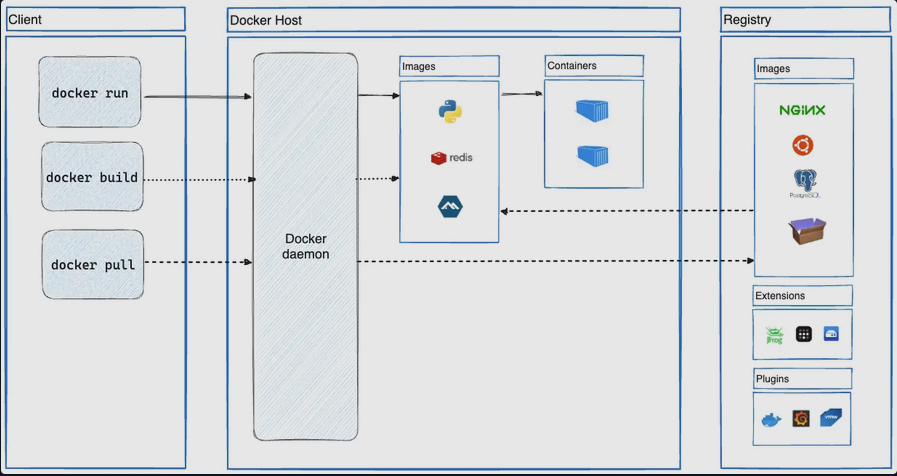 Client
docker run
docker build
docker pull
Docker Host
Docker
daemon
Images
redis
Containers
Registry
Images
NGINX
PostgreSQL
Extensions
JFrog
Plugins